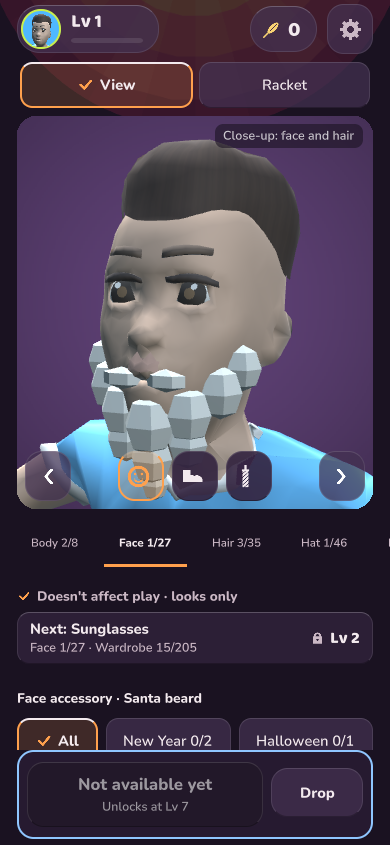 Lv 1
0
View
Racket
Close-up: face and hair
Body 2/8
Face 1/27
Hair 3/35
Hat 1/46
Doesn't affect play · looks only
Next: Sunglasses
Face 1/27 · Wardrobe 15/205
Lv 2
Face accessory · Santa beard
All
New Year 0/2
Halloween 0/1
Not available yet
Unlocks at Lv 7
Drop